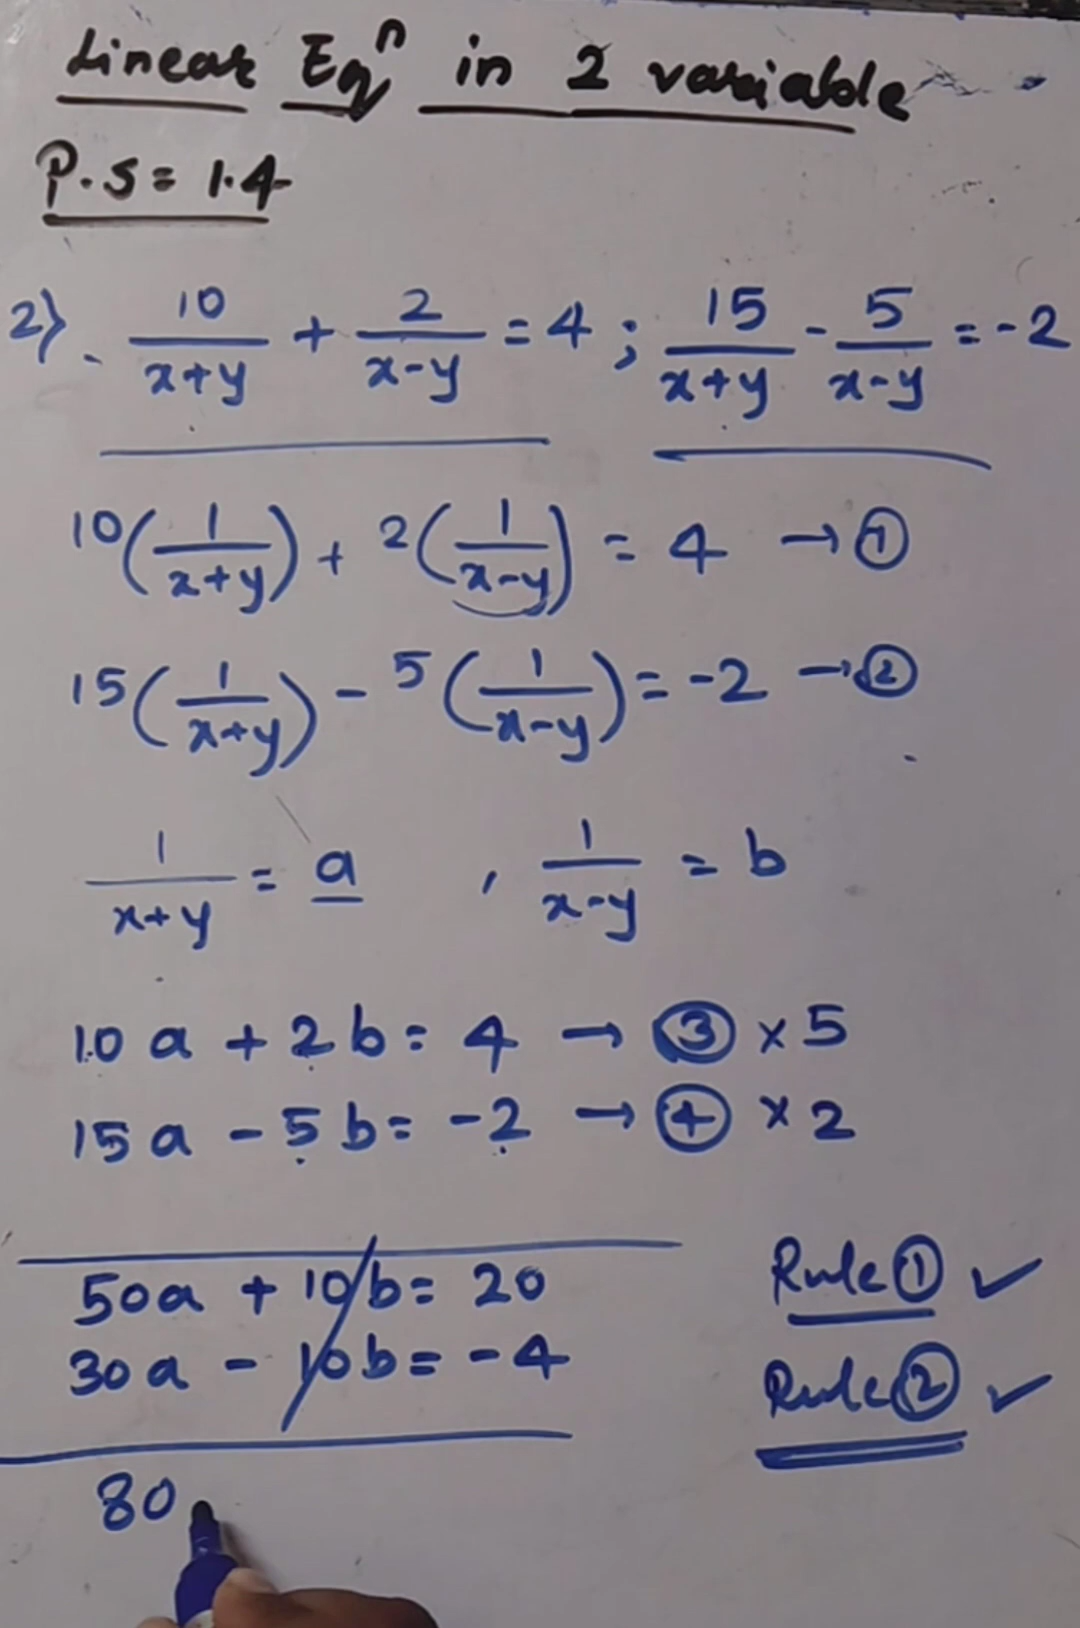 Linear Eqⁿ in 2 variable
P.S = 1.4
2) 10/(x+y) + 2/(x-y) = 4 ; 15/(x+y) - 5/(x-y) = -2
10(1/(x+y)) + 2(1/(x-y)) = 4 → ①
15(1/(x+y)) - 5(1/(x-y)) = -2 → ②
1/(x+y) = a , 1/(x-y) = b
10a + 2b = 4 → ③ × 5
15a - 5b = -2 → ④ × 2
50a + 10b = 20 Rule ① ✓
30a - 10b = -4 Rule ② ✓
80